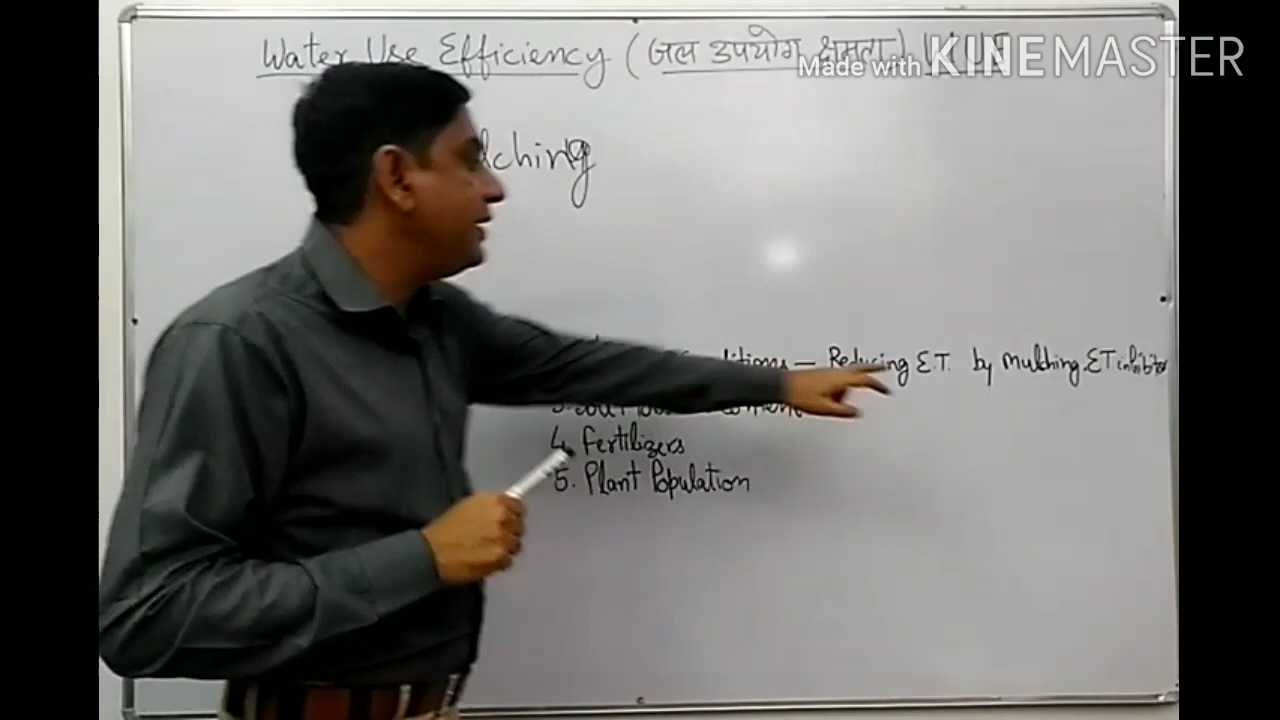 Water Use Efficiency (जल उपयोग क्षमता)
Made with KINEMASTER
Reducing E.T. by Mulching, ET inhibitor
4. Fertilizers
5. Plant Population